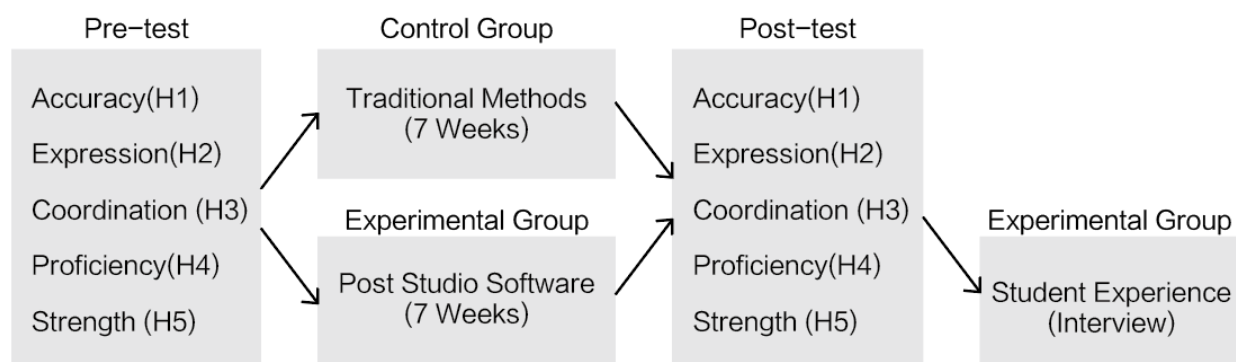 Pre-test
Accuracy(H1)
Expression(H2)
Coordination (H3)
Proficiency(H4)
Strength (H5)
Control Group
Traditional Methods
(7 Weeks)
Experimental Group
Post Studio Software
(7 Weeks)
Post-test
Accuracy(H1)
Expression(H2)
Coordination (H3)
Proficiency(H4)
Strength (H5)
Experimental Group
Student Experience
(Interview)